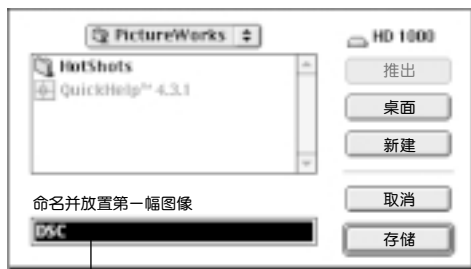 PictureWorks
HD 1000
HotShots
QuickHelp™ 4.3.1
推出
桌面
新建
命名并放置第一幅图像
DSC
取消
存储